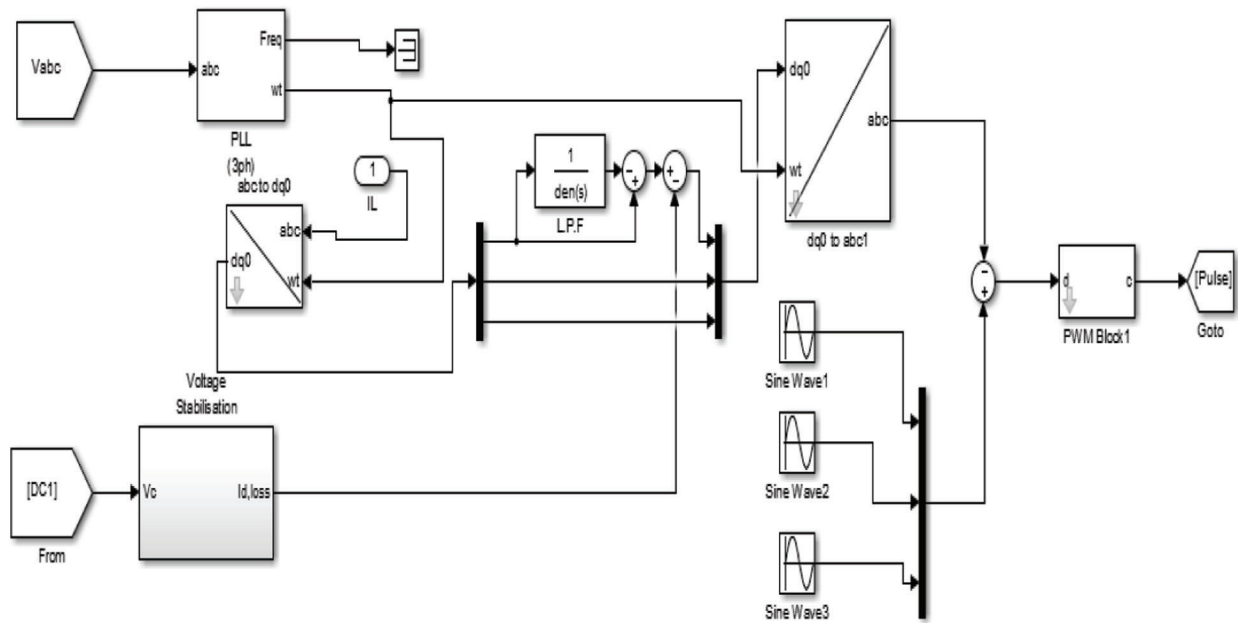 Vabc
abc
Freq
wt
PLL
(3ph)
abc to dq0
abc
dq0
wt
1
IL
1
den(s)
L.P.F
-
+
+
-
dq0
wt
abc
dq0 to abc1
-
+
d
c
PWM Block1
[Pulse]
Goto
Sine Wave1
Sine Wave2
Sine Wave3
Voltage
Stabilisation
[DC1]
From
Vc
Id,loss